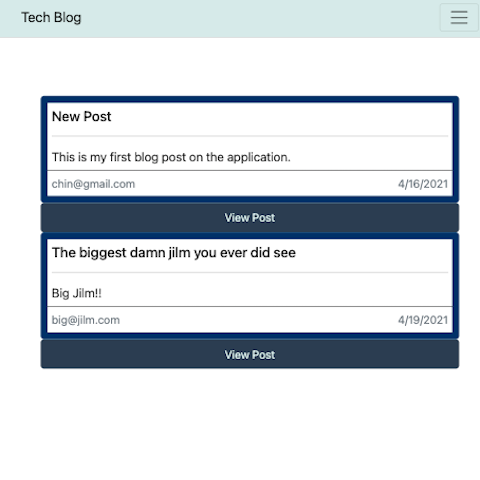 Tech Blog
New Post
This is my first blog post on the application.
chin@gmail.com 4/16/2021
View Post
The biggest damn jilm you ever did see
Big Jilm!!
big@jilm.com 4/19/2021
View Post